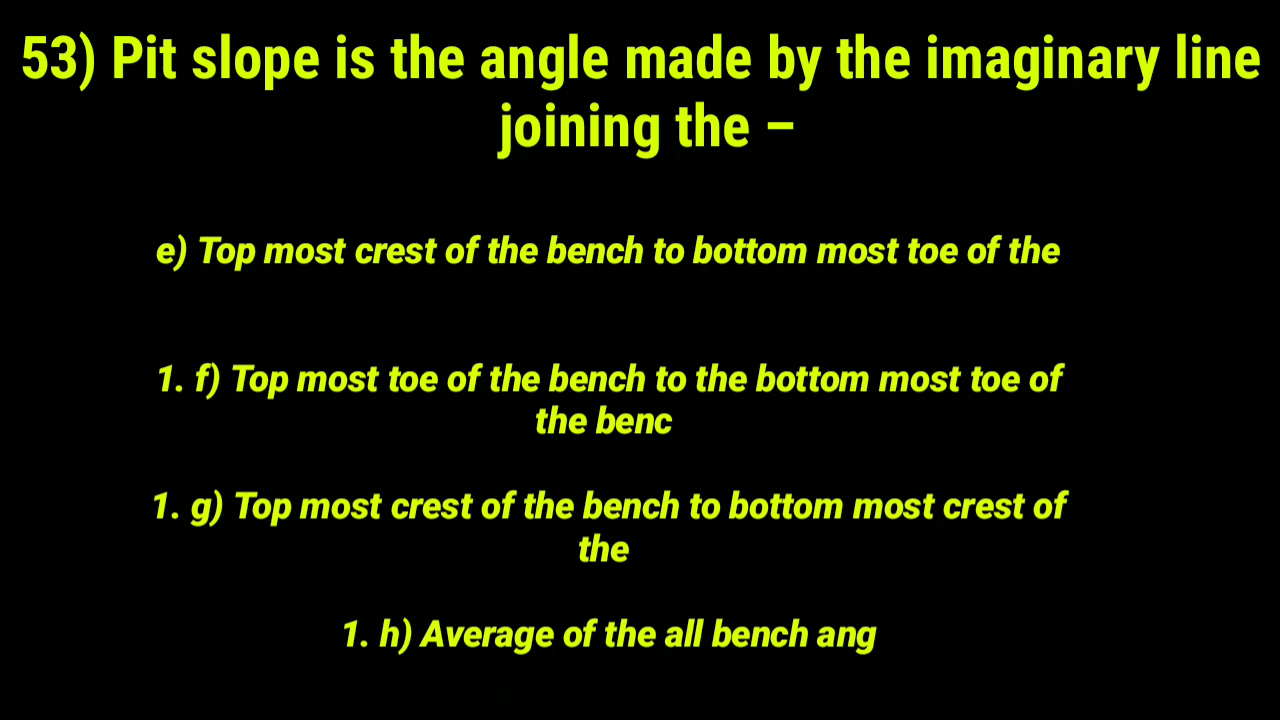 53) Pit slope is the angle made by the imaginary line
joining the –
e) Top most crest of the bench to bottom most toe of the
1. f) Top most toe of the bench to the bottom most toe of
the benc
1. g) Top most crest of the bench to bottom most crest of
the
1. h) Average of the all bench ang